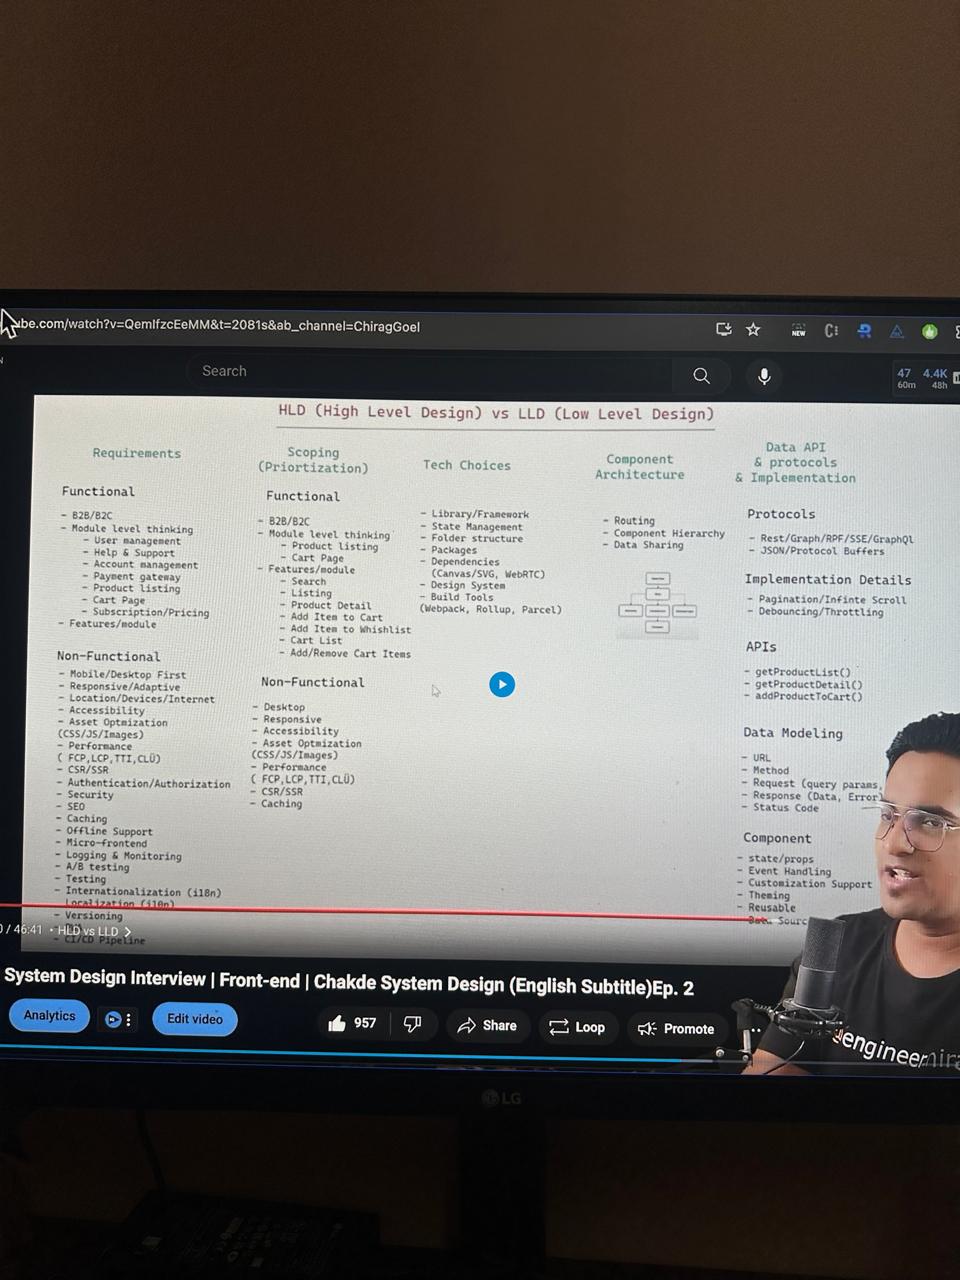 ube.com/watch?v=QemIfzcEeMM&t=2081s&ab_channel=ChiragGoel
NEW
Search
47 4.4K
60m 48h
HLD (High Level Design) vs LLD (Low Level Design)
Requirements
Functional
- B2B/B2C
- Module level thinking
- User management
- Help & Support
- Account management
- Payment gateway
- Product listing
- Cart Page
- Subscription/Pricing
- Features/module
Non-Functional
- Mobile/Desktop First
- Responsive/Adaptive
- Location/Devices/Internet
- Accessibility
- Asset Optmization
(CSS/JS/Images)
- Performance
( FCP,LCP,TTI,CLÜ)
- CSR/SSR
- Authentication/Authorization
- Security
- SEO
- Caching
- Offline Support
- Micro-frontend
- Logging & Monitoring
- A/B testing
- Testing
- Internationalization (i18n)
Localization (i10n)
- Versioning
- CI/CD Pipeline
Scoping
(Priortization)
Functional
- B2B/B2C
- Module level thinking
- Product listing
- Cart Page
- Features/module
- Search
- Listing
- Product Detail
- Add Item to Cart
- Add Item to Whishlist
- Cart List
- Add/Remove Cart Items
Non-Functional
- Desktop
- Responsive
- Accessibility
- Asset Optmization
(CSS/JS/Images)
- Performance
( FCP,LCP,TTI,CLÜ)
- CSR/SSR
- Caching
Tech Choices
- Library/Framework
- State Management
- Folder structure
- Packages
- Dependencies
(Canvas/SVG, WebRTC)
- Design System
- Build Tools
(Webpack, Rollup, Parcel)
Component
Architecture
- Routing
- Component Hierarchy
- Data Sharing
Data API
& protocols
& Implementation
Protocols
- Rest/Graph/RPF/SSE/GraphQl
- JSON/Protocol Buffers
Implementation Details
- Pagination/Infinte Scroll
- Debouncing/Throttling
APIs
- getProductList()
- getProductDetail()
- addProductToCart()
Data Modeling
- URL
- Method
- Request (query params,
- Response (Data, Error)
- Status Code
Component
- state/props
- Event Handling
- Customization Support
- Theming
- Reusable
- Data Sourc
/ 46:41 • HLD vs LLD >
System Design Interview | Front-end | Chakde System Design (English Subtitle)Ep. 2
Analytics
Edit video
957
Share
Loop
Promote
engineer
LG